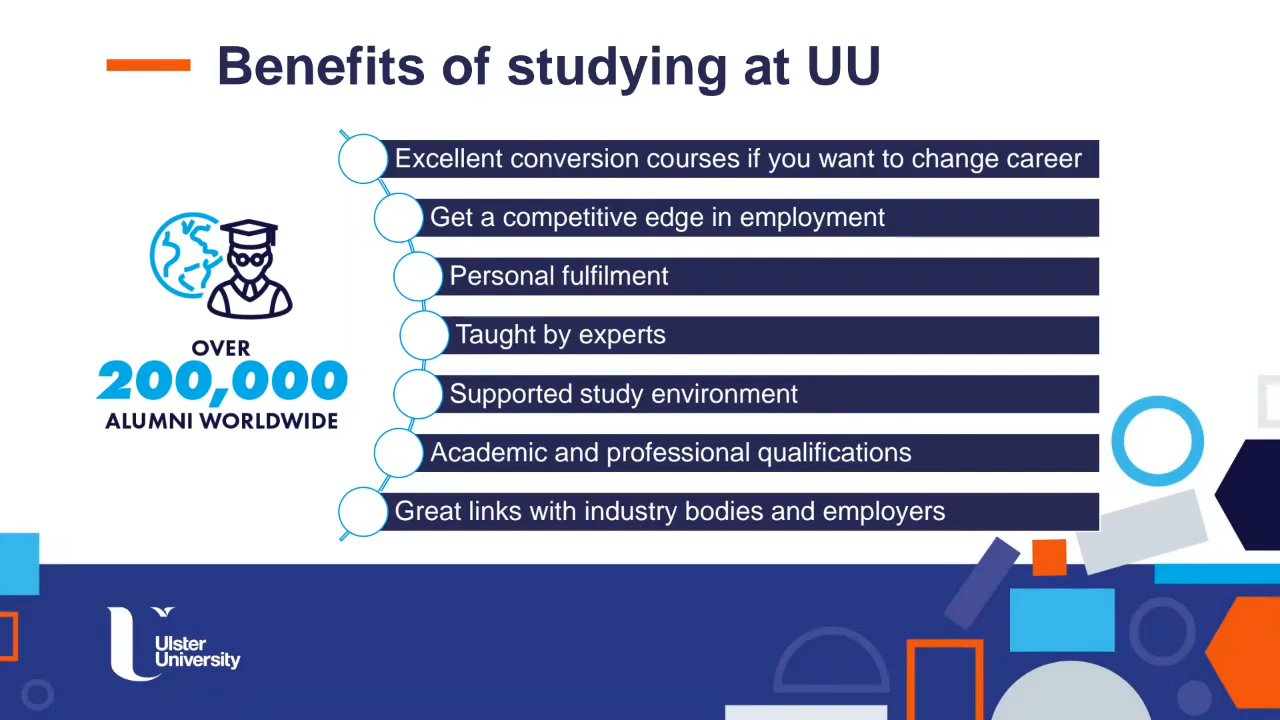 Benefits of studying at UU
Excellent conversion courses if you want to change career
Get a competitive edge in employment
Personal fulfilment
Taught by experts
Supported study environment
Academic and professional qualifications
Great links with industry bodies and employers
OVER
200,000
ALUMNI WORLDWIDE
Ulster
University